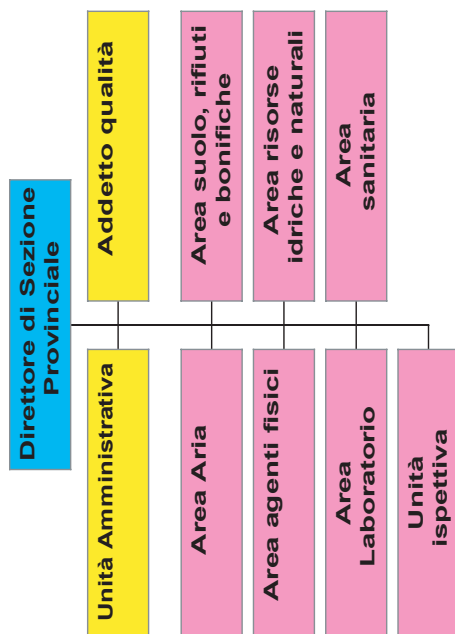 Direttore di Sezione
Provinciale
Unità Amministrativa
Addetto qualità
Area Aria
Area suolo, rifiuti
e bonifiche
Area agenti fisici
Area risorse
idriche e naturali
Area
Laboratorio
Area
sanitaria
Unità
ispettiva